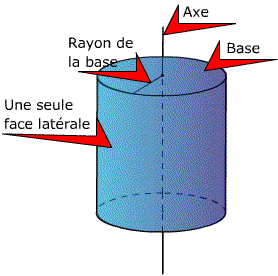 Axe
Rayon de
la base
Base
Une seule
face latérale